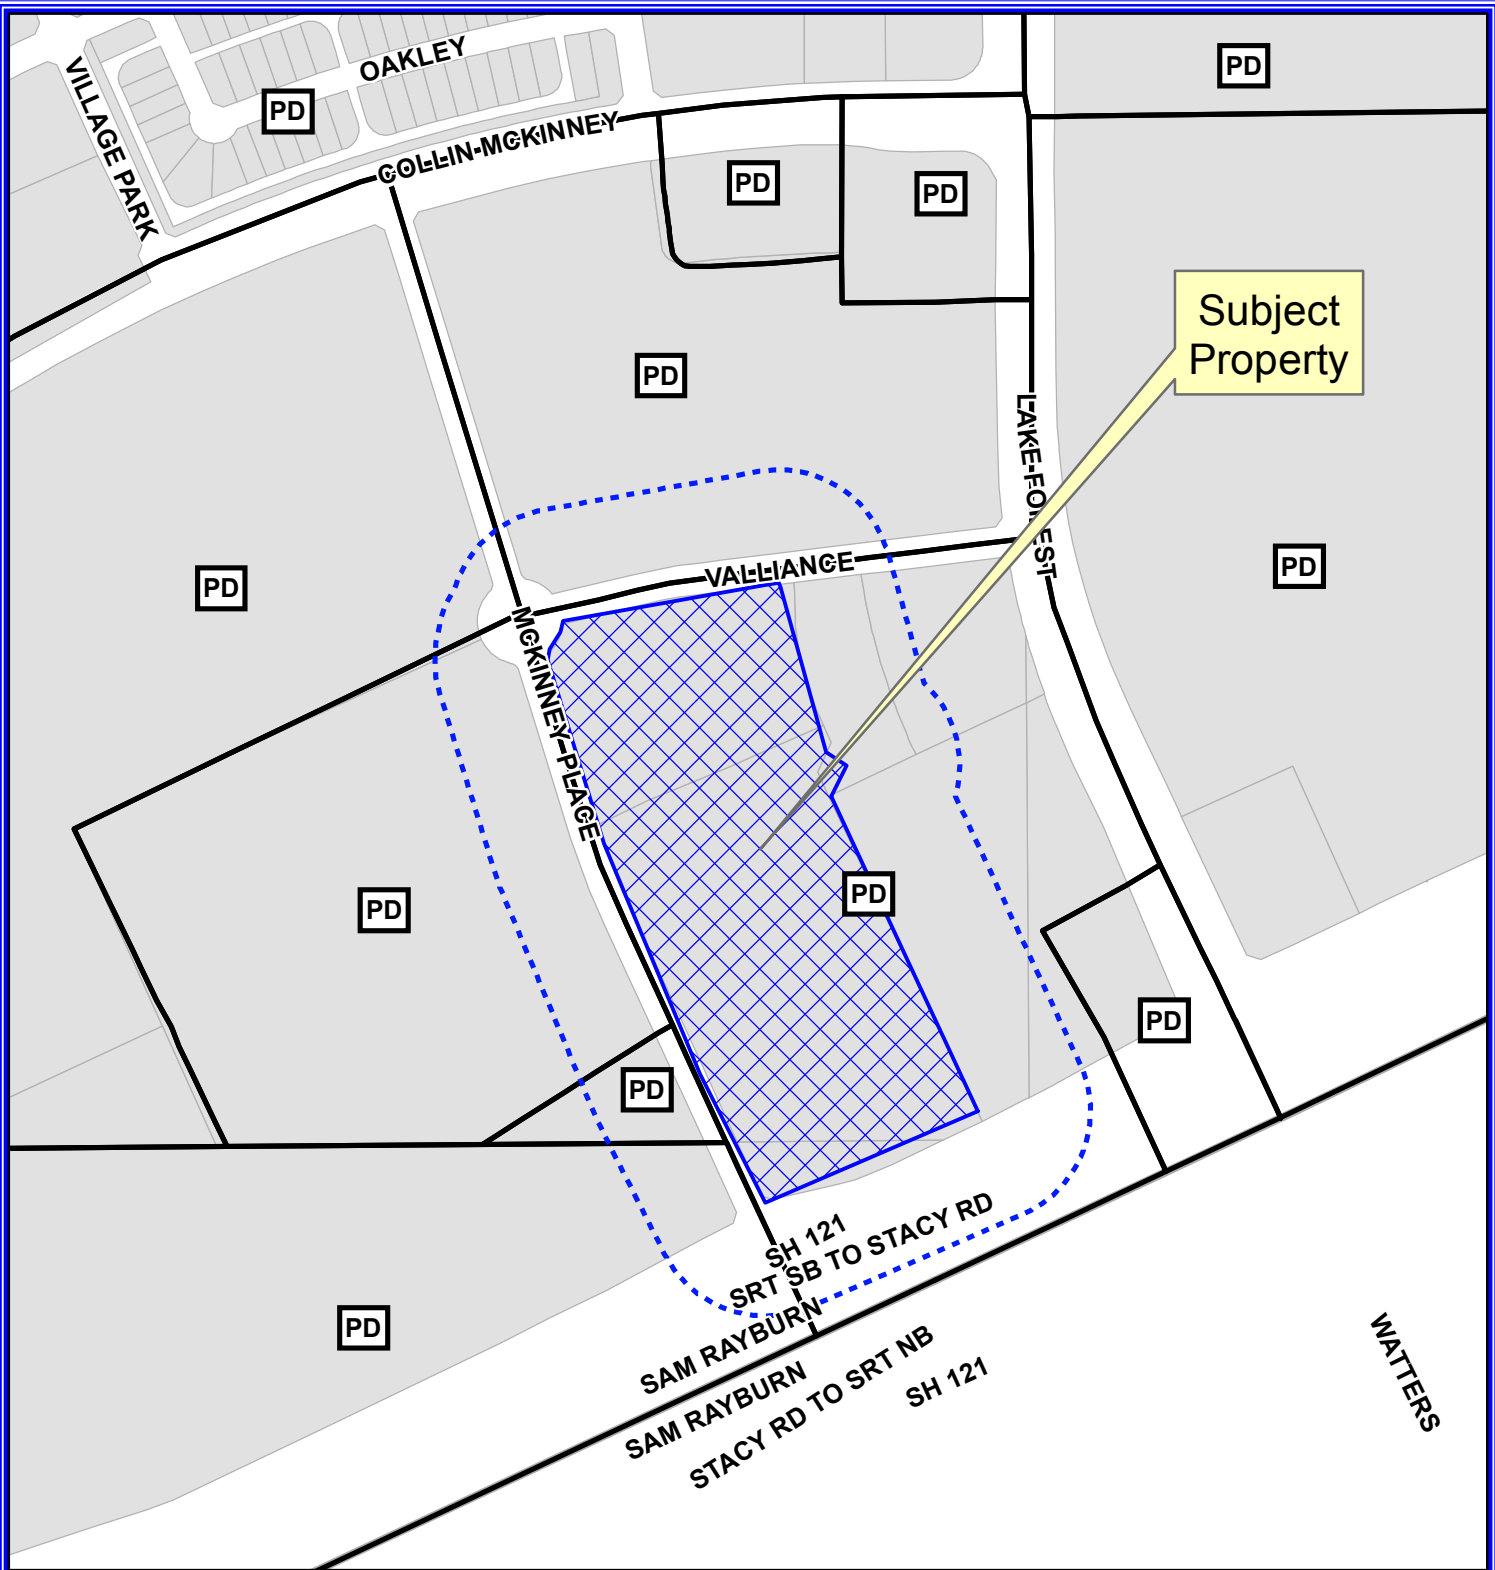 OAKLEY
PD
VILLAGE PARK
PD
COLLIN MCKINNEY
PD
PD
Subject
Property
PD
LAKE FOREST
VALLIANCE
PD
PD
MCKINNEY PLACE
PD
PD
PD
PD
SH 121
SRT SB TO STACY RD
SAM RAYBURN
PD
SAM RAYBURN
STACY RD TO SRT NB
SH 121
WATTERS